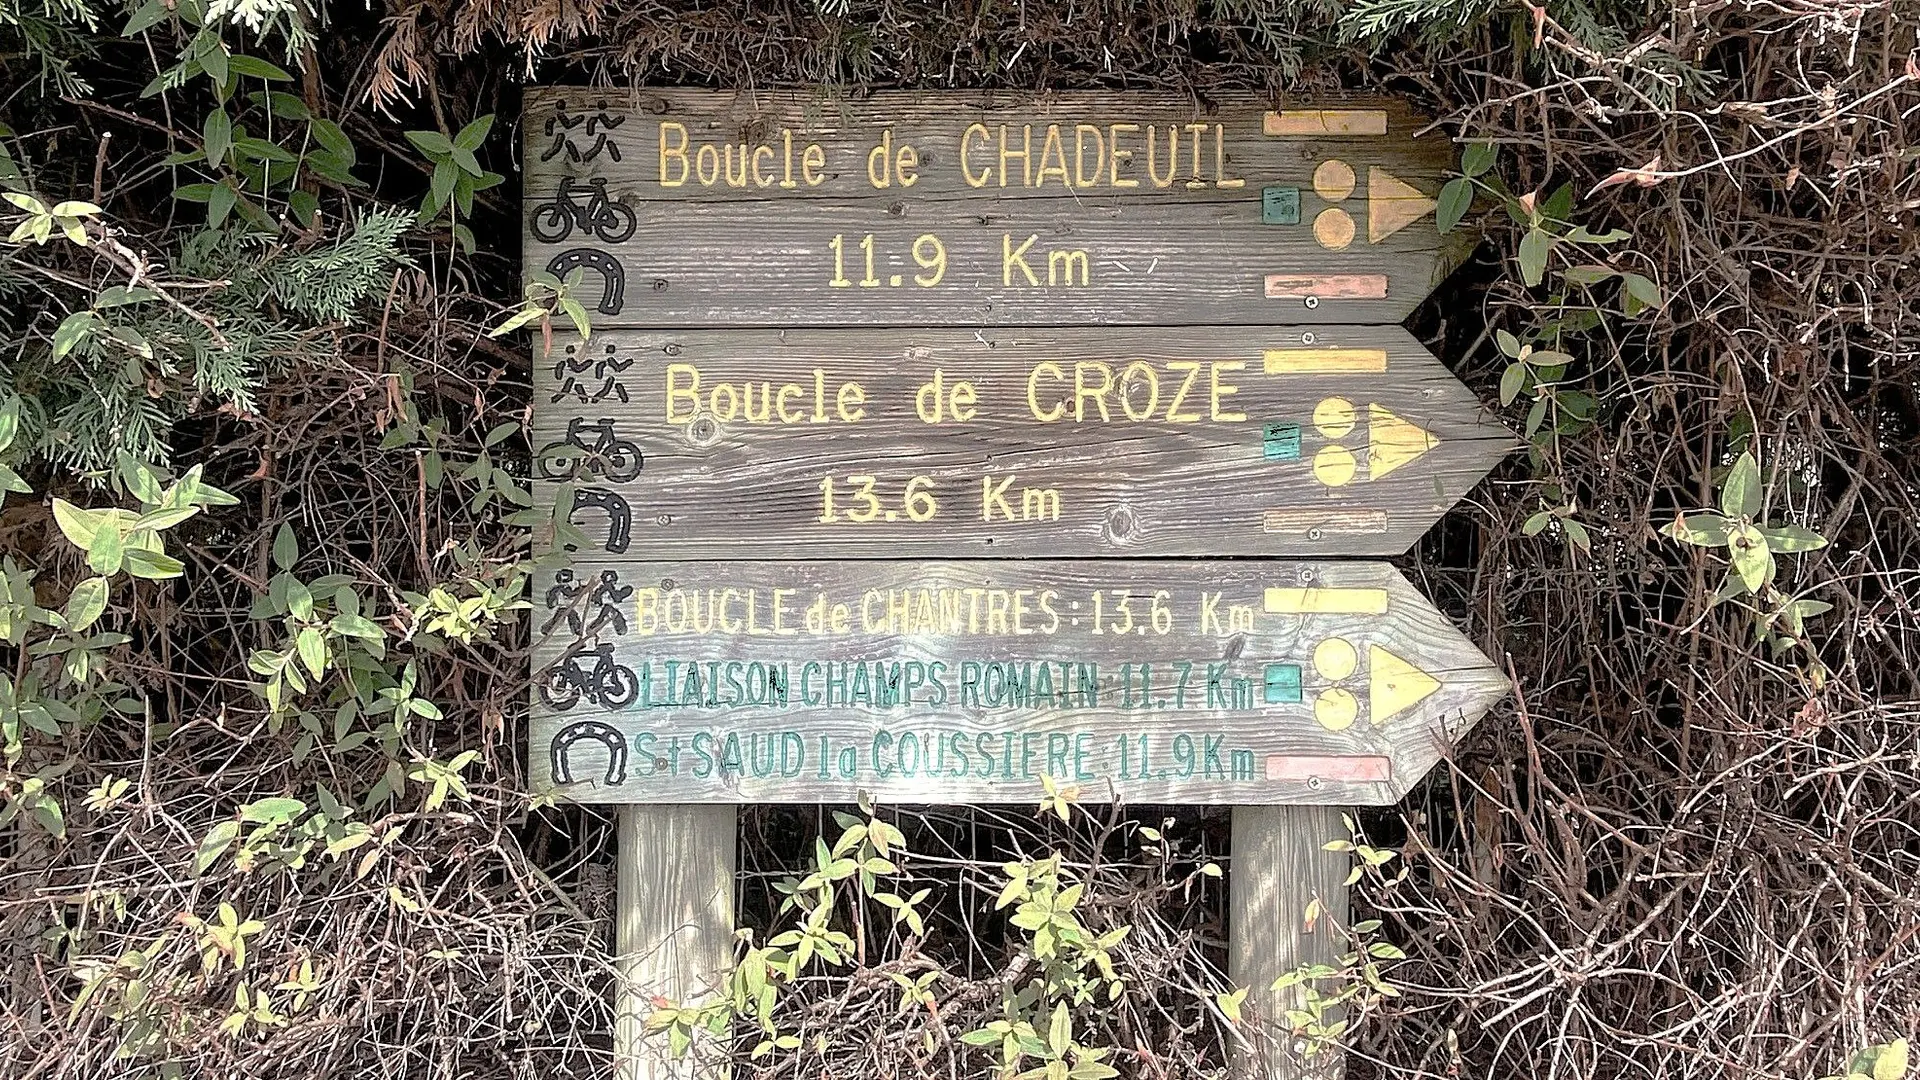 Boucle de CHADEUIL
11.9 Km
Boucle de CROZE
13.6 Km
BOUCLE de CHANTRES : 13.6 Km
LIAISON CHAMPS ROMAIN : 11.7 Km
St SAUD la COUSSIERE : 11.9 Km